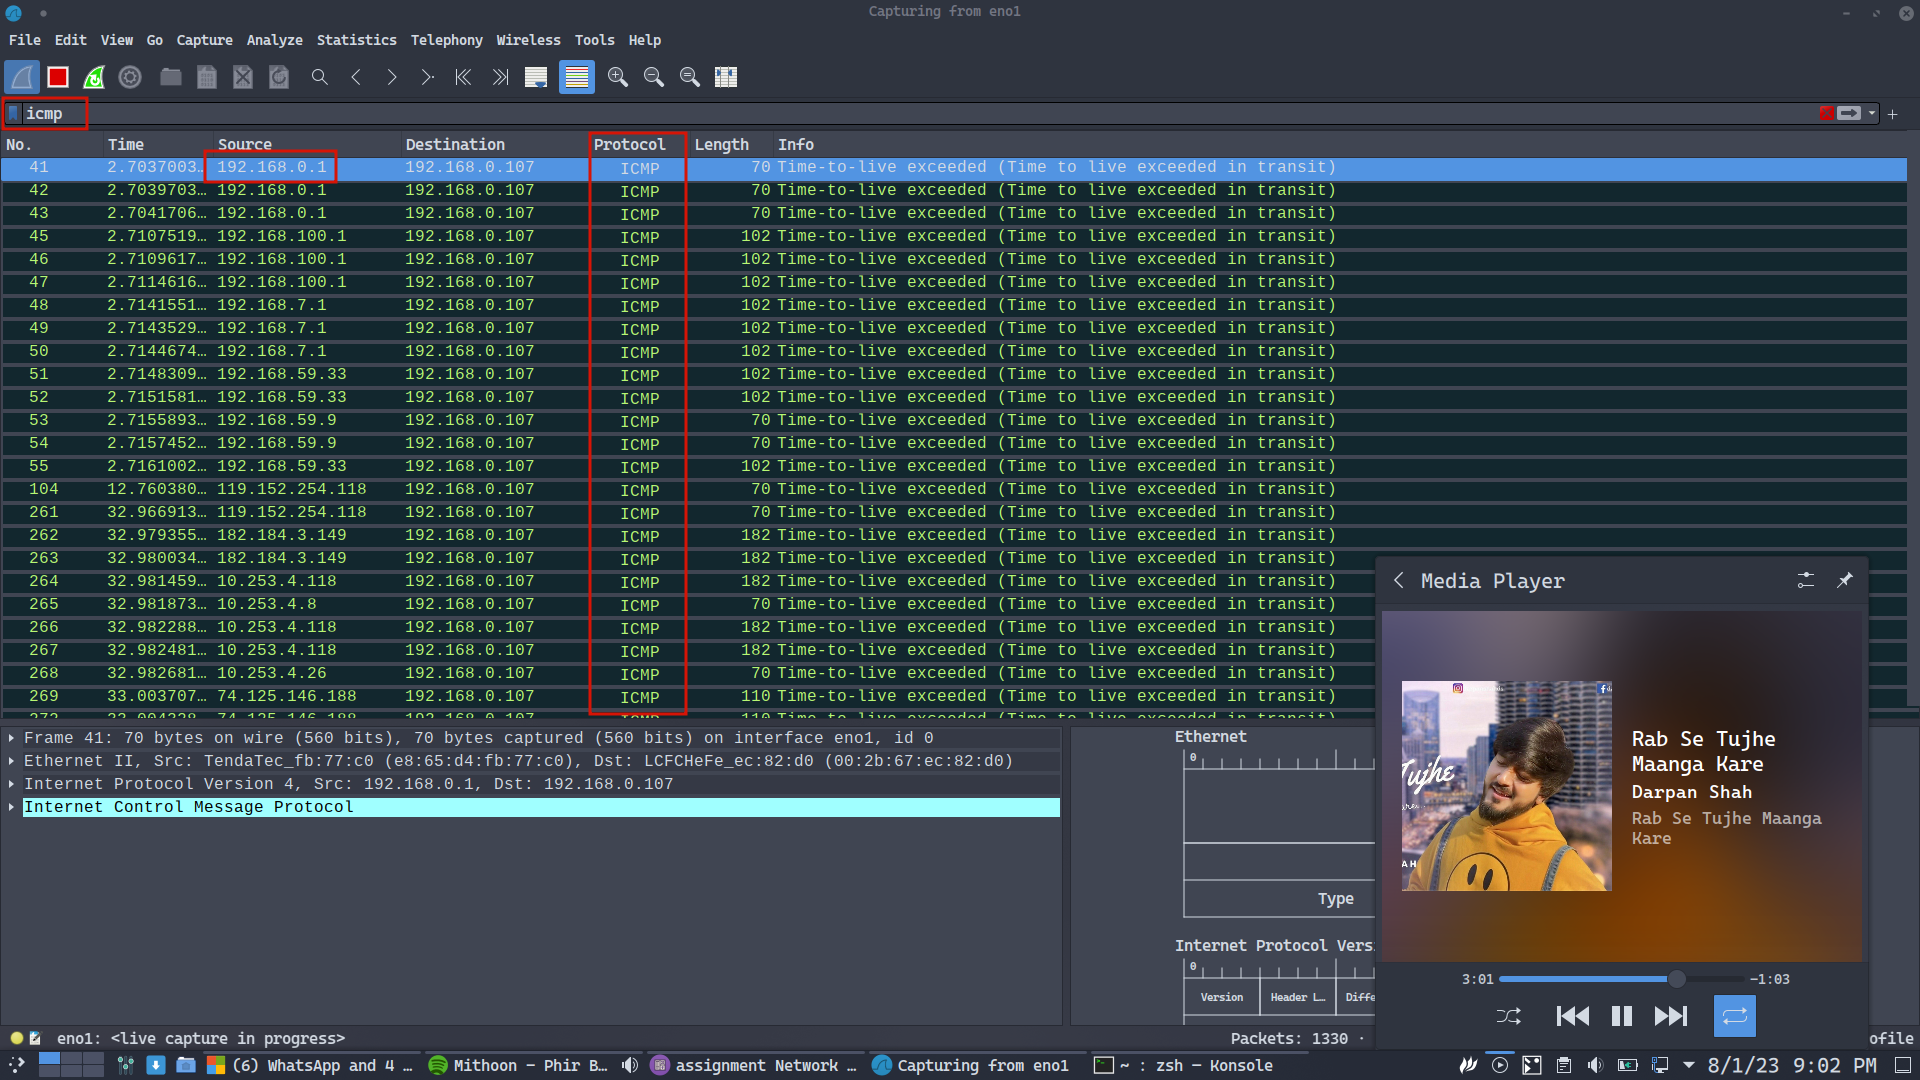 Capturing from eno1
File Edit View Go Capture Analyze Statistics Telephony Wireless Tools Help
icmp
No. Time Source Destination Protocol Length Info
41 2.7037003… 192.168.0.1 192.168.0.107 ICMP 70 Time-to-live exceeded (Time to live exceeded in transit)
42 2.7039703… 192.168.0.1 192.168.0.107 ICMP 70 Time-to-live exceeded (Time to live exceeded in transit)
43 2.7041706… 192.168.0.1 192.168.0.107 ICMP 70 Time-to-live exceeded (Time to live exceeded in transit)
45 2.7107519… 192.168.100.1 192.168.0.107 ICMP 102 Time-to-live exceeded (Time to live exceeded in transit)
46 2.7109617… 192.168.100.1 192.168.0.107 ICMP 102 Time-to-live exceeded (Time to live exceeded in transit)
47 2.7114616… 192.168.100.1 192.168.0.107 ICMP 102 Time-to-live exceeded (Time to live exceeded in transit)
48 2.7141551… 192.168.7.1 192.168.0.107 ICMP 102 Time-to-live exceeded (Time to live exceeded in transit)
49 2.7143529… 192.168.7.1 192.168.0.107 ICMP 102 Time-to-live exceeded (Time to live exceeded in transit)
50 2.7144674… 192.168.7.1 192.168.0.107 ICMP 102 Time-to-live exceeded (Time to live exceeded in transit)
51 2.7148309… 192.168.59.33 192.168.0.107 ICMP 102 Time-to-live exceeded (Time to live exceeded in transit)
52 2.7151581… 192.168.59.33 192.168.0.107 ICMP 102 Time-to-live exceeded (Time to live exceeded in transit)
53 2.7155893… 192.168.59.9 192.168.0.107 ICMP 70 Time-to-live exceeded (Time to live exceeded in transit)
54 2.7157452… 192.168.59.9 192.168.0.107 ICMP 70 Time-to-live exceeded (Time to live exceeded in transit)
55 2.7161002… 192.168.59.33 192.168.0.107 ICMP 102 Time-to-live exceeded (Time to live exceeded in transit)
104 12.760380… 119.152.254.118 192.168.0.107 ICMP 70 Time-to-live exceeded (Time to live exceeded in transit)
261 32.966913… 119.152.254.118 192.168.0.107 ICMP 70 Time-to-live exceeded (Time to live exceeded in transit)
262 32.979355… 182.184.3.149 192.168.0.107 ICMP 182 Time-to-live exceeded (Time to live exceeded in transit)
263 32.980034… 182.184.3.149 192.168.0.107 ICMP 182 Time-to-live exceeded (Time to live exceeded in transit)
264 32.981459… 10.253.4.118 192.168.0.107 ICMP 182 Time-to-live exceeded (Time to live exceeded in transit)
265 32.981873… 10.253.4.8 192.168.0.107 ICMP 70 Time-to-live exceeded (Time to live exceeded in transit)
266 32.982288… 10.253.4.118 192.168.0.107 ICMP 182 Time-to-live exceeded (Time to live exceeded in transit)
267 32.982481… 10.253.4.118 192.168.0.107 ICMP 182 Time-to-live exceeded (Time to live exceeded in transit)
268 32.982681… 10.253.4.26 192.168.0.107 ICMP 70 Time-to-live exceeded (Time to live exceeded in transit)
269 33.003707… 74.125.146.188 192.168.0.107 ICMP 110 Time-to-live exceeded (Time to live exceeded in transit)
Frame 41: 70 bytes on wire (560 bits), 70 bytes captured (560 bits) on interface eno1, id 0
Ethernet II, Src: TendaTec_fb:77:c0 (e8:65:d4:fb:77:c0), Dst: LCFCHeFe_ec:82:d0 (00:2b:67:ec:82:d0)
Internet Protocol Version 4, Src: 192.168.0.1, Dst: 192.168.0.107
Internet Control Message Protocol
Ethernet
0
Type
Internet Protocol Vers
0
Version Header L… Diffe
Media Player
Tujhe
Rab Se Tujhe
Maanga Kare
Darpan Shah
Rab Se Tujhe Maanga
Kare
3:01 -1:03
eno1: <live capture in progress>
Packets: 1330 ·
ofile
(6) WhatsApp and 4 … Mithoon - Phir B… assignment Network … Capturing from eno1 ~ : zsh — Konsole 8/1/23 9:02 PM